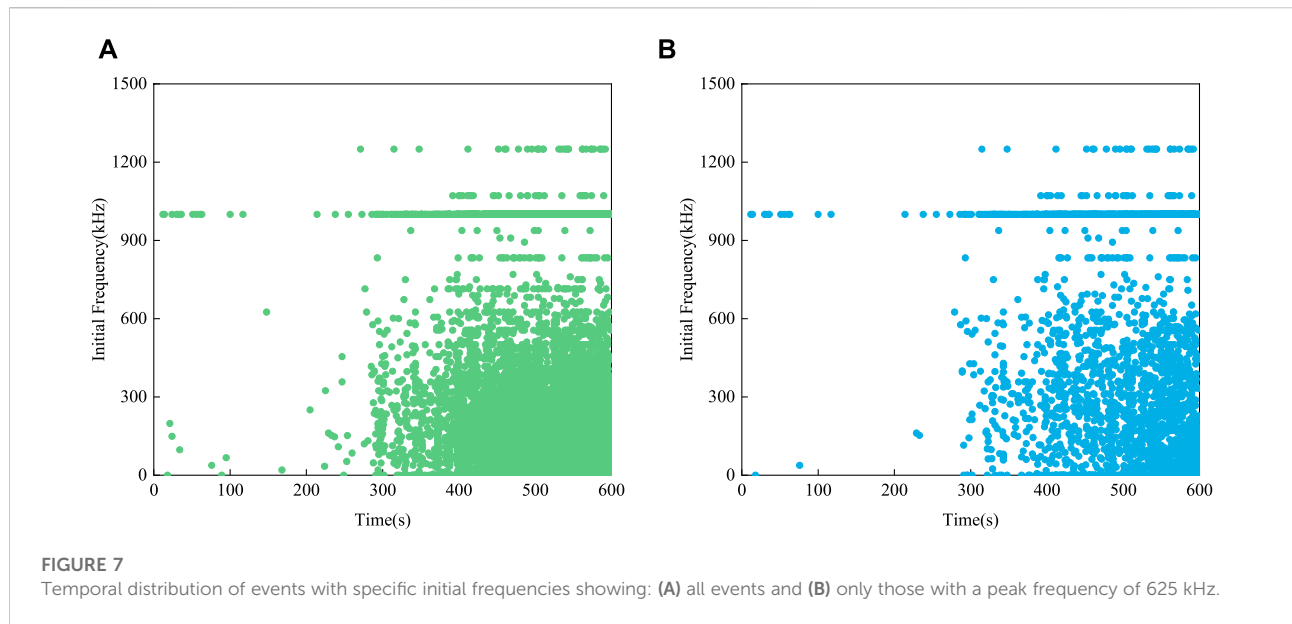 A
B
1500
1200
900
600
300
0
Initial Frequency(kHz)
0 100 200 300 400 500 600
Time(s)
1500
1200
900
600
300
0
Initial Frequency(kHz)
0 100 200 300 400 500 600
Time(s)
FIGURE 7
Temporal distribution of events with specific initial frequencies showing: (A) all events and (B) only those with a peak frequency of 625 kHz.